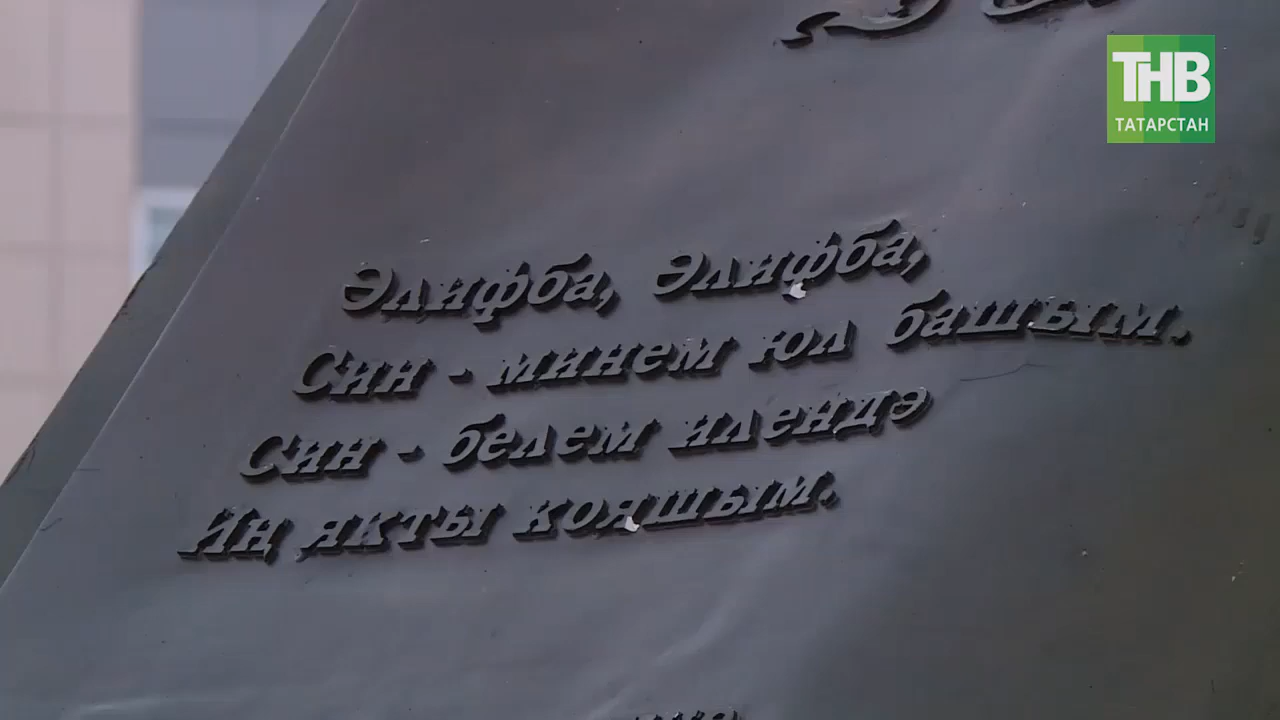 ТНВ
ТАТАРСТАН
Әлифба, Әлифба,
Син - минем юл башым.
Син - белем илендә
Иң якты кояшым.